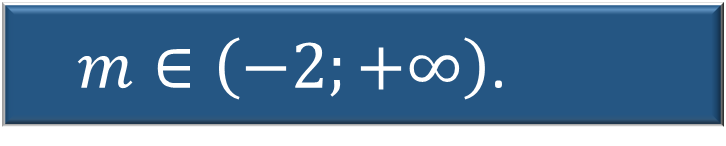 m ∈ (−2; +∞).